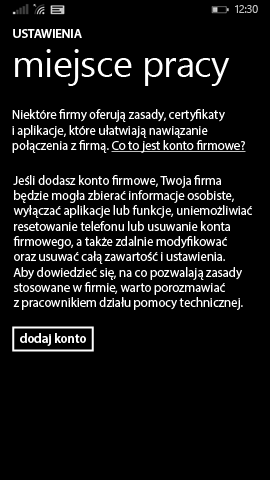 12:30
USTAWIENIA
miejsce pracy
Niektóre firmy oferują zasady, certyfikaty
i aplikacje, które ułatwiają nawiązanie
połączenia z firmą. Co to jest konto firmowe?
Jeśli dodasz konto firmowe, Twoja firma
będzie mogła zbierać informacje osobiste,
wyłączać aplikacje lub funkcje, uniemożliwiać
resetowanie telefonu lub usuwanie konta
firmowego, a także zdalnie modyfikować
oraz usuwać całą zawartość i ustawienia.
Aby dowiedzieć się, na co pozwalają zasady
stosowane w firmie, warto porozmawiać
z pracownikiem działu pomocy technicznej.
dodaj konto